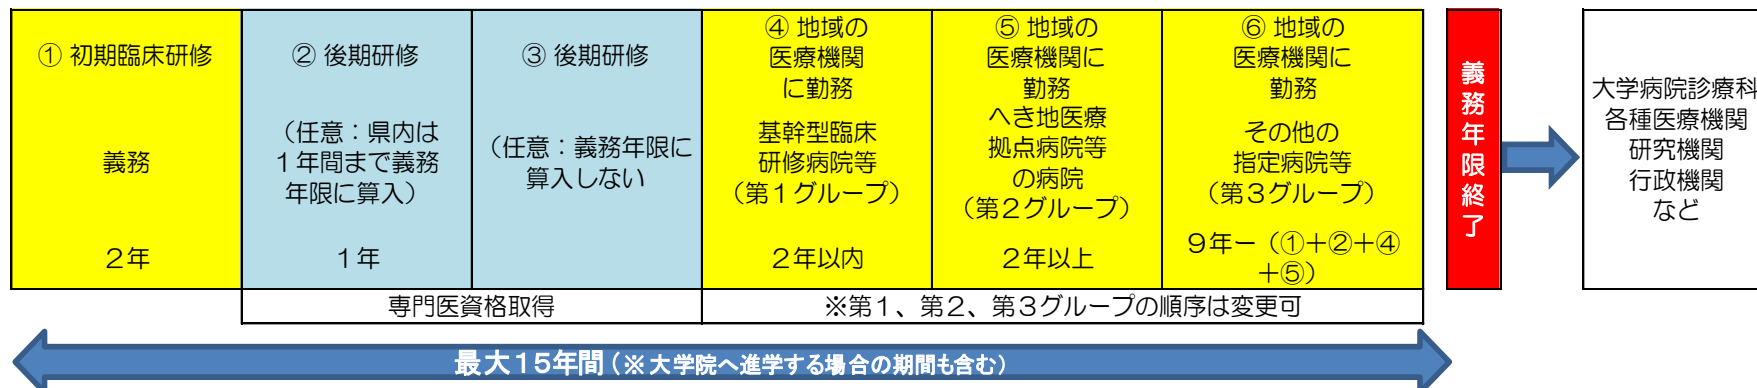 ① 初期臨床研修
義務
２年
② 後期研修
（任意：県内は
１年間まで義務
年限に算入）
１年
③ 後期研修
（任意：義務年限に
算入しない
専門医資格取得
④ 地域の
医療機関
に勤務
基幹型臨床
研修病院等
（第１グループ）
２年以内
⑤ 地域の
医療機関に
勤務
へき地医療
拠点病院等
の病院
（第２グループ）
２年以上
⑥ 地域の
医療機関に
勤務
その他の
指定病院等
（第３グループ）
９年ー（①＋②＋④
＋⑤）
※第１、第２、第３グループの順序は変更可
義務年限終了
大学病院診療科
各種医療機関
研究機関
行政機関
など
最大１５年間（※大学院へ進学する場合の期間も含む）